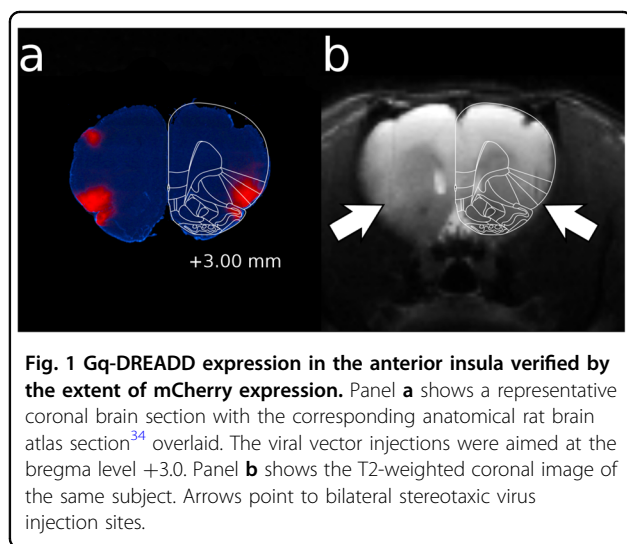 a
b
+3.00 mm
Fig. 1 Gq-DREADD expression in the anterior insula verified by
the extent of mCherry expression. Panel a shows a representative
coronal brain section with the corresponding anatomical rat brain
atlas section34 overlaid. The viral vector injections were aimed at the
bregma level +3.0. Panel b shows the T2-weighted coronal image of
the same subject. Arrows point to bilateral stereotaxic virus
injection sites.